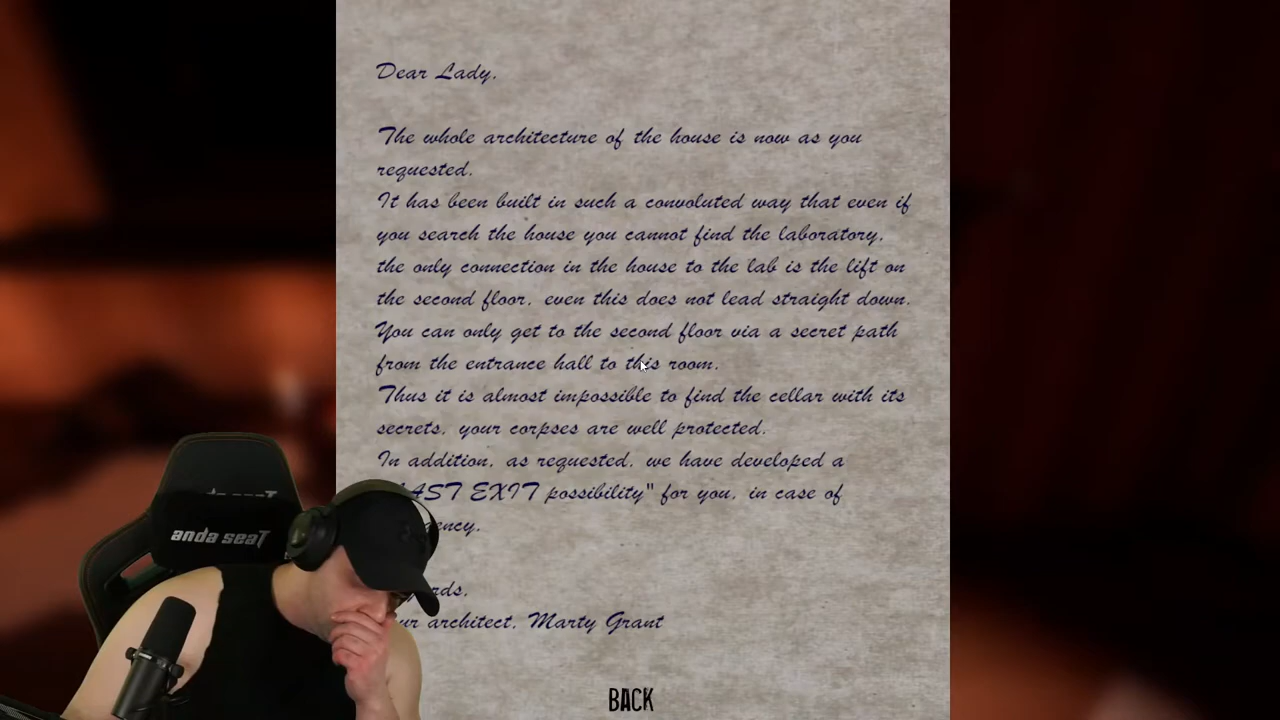 Dear Lady,
The whole architecture of the house is now as you
requested.
It has been built in such a convoluted way that even if
you search the house you cannot find the laboratory,
the only connection in the house to the lab is the lift on
the second floor, even this does not lead straight down.
You can only get to the second floor via a secret path
from the entrance hall to this room.
Thus it is almost impossible to find the cellar with its
secrets, your corpses are well protected.
In addition, as requested, we have developed a
EXIT possibility" for you, in case of
architect, Marty Grant
anda seaT
BACK